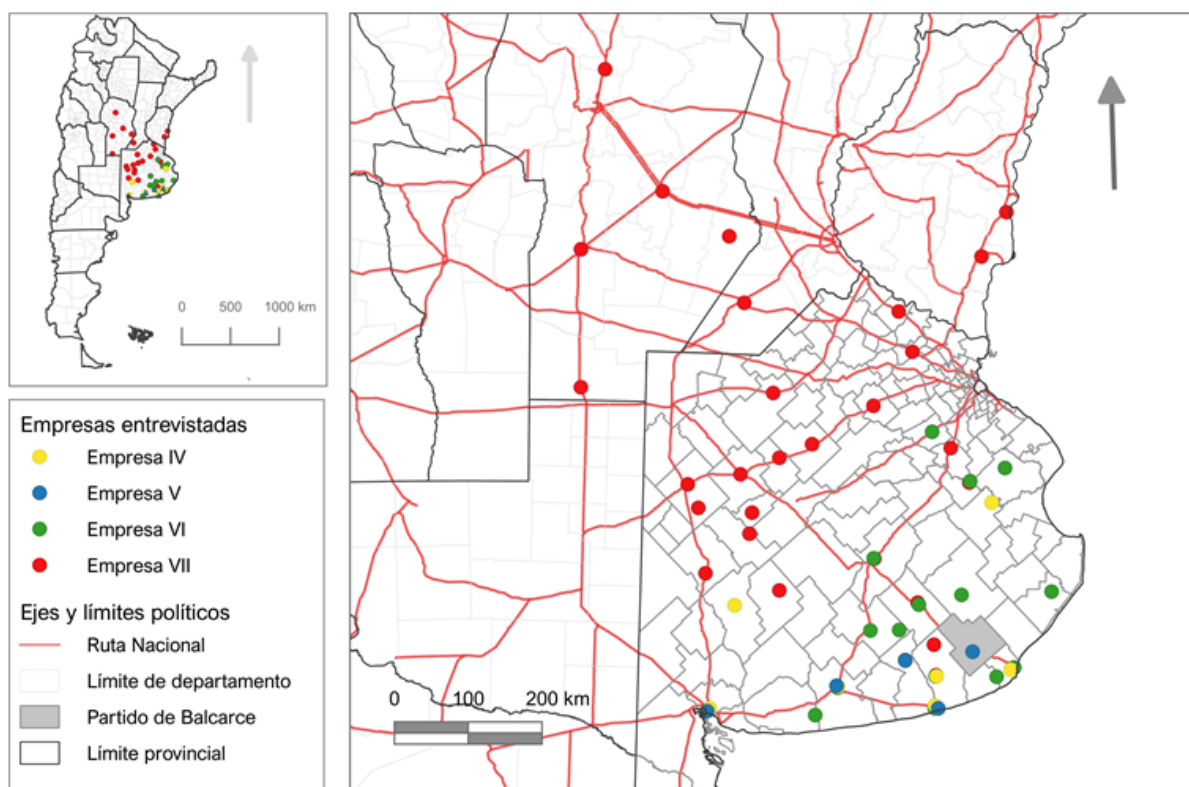 0 500 1000 km
Empresas entrevistadas
Empresa IV
Empresa V
Empresa VI
Empresa VII
Ejes y límites políticos
Ruta Nacional
Límite de departamento
Partido de Balcarce
Límite provincial
0 100 200 km